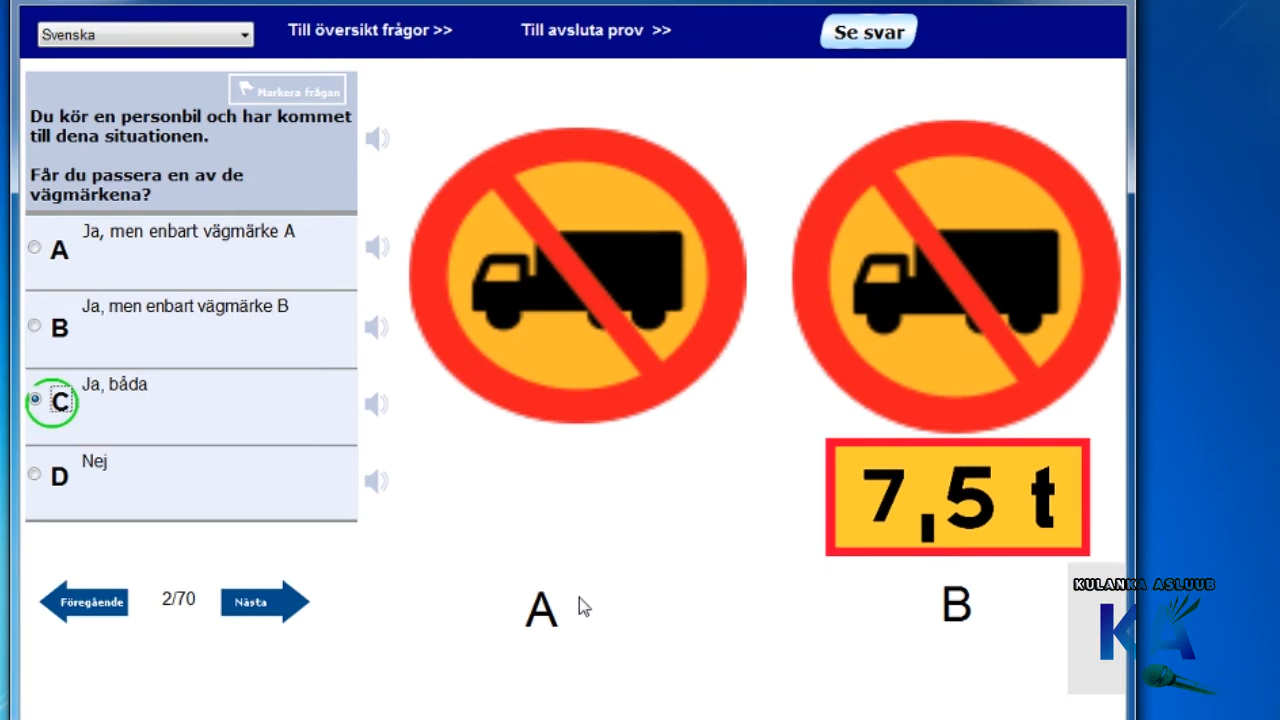 Svenska
Till översikt frågor >>
Till avsluta prov >>
Se svar
Markera frågan
Du kör en personbil och har kommet
till dena situationen.
Får du passera en av de
vägmärkena?
A Ja, men enbart vägmärke A
B Ja, men enbart vägmärke B
C Ja, båda
D Nej
Föregående
2/70
Nästa
7,5 t
A
B
KULANKA ASLUUB
KA